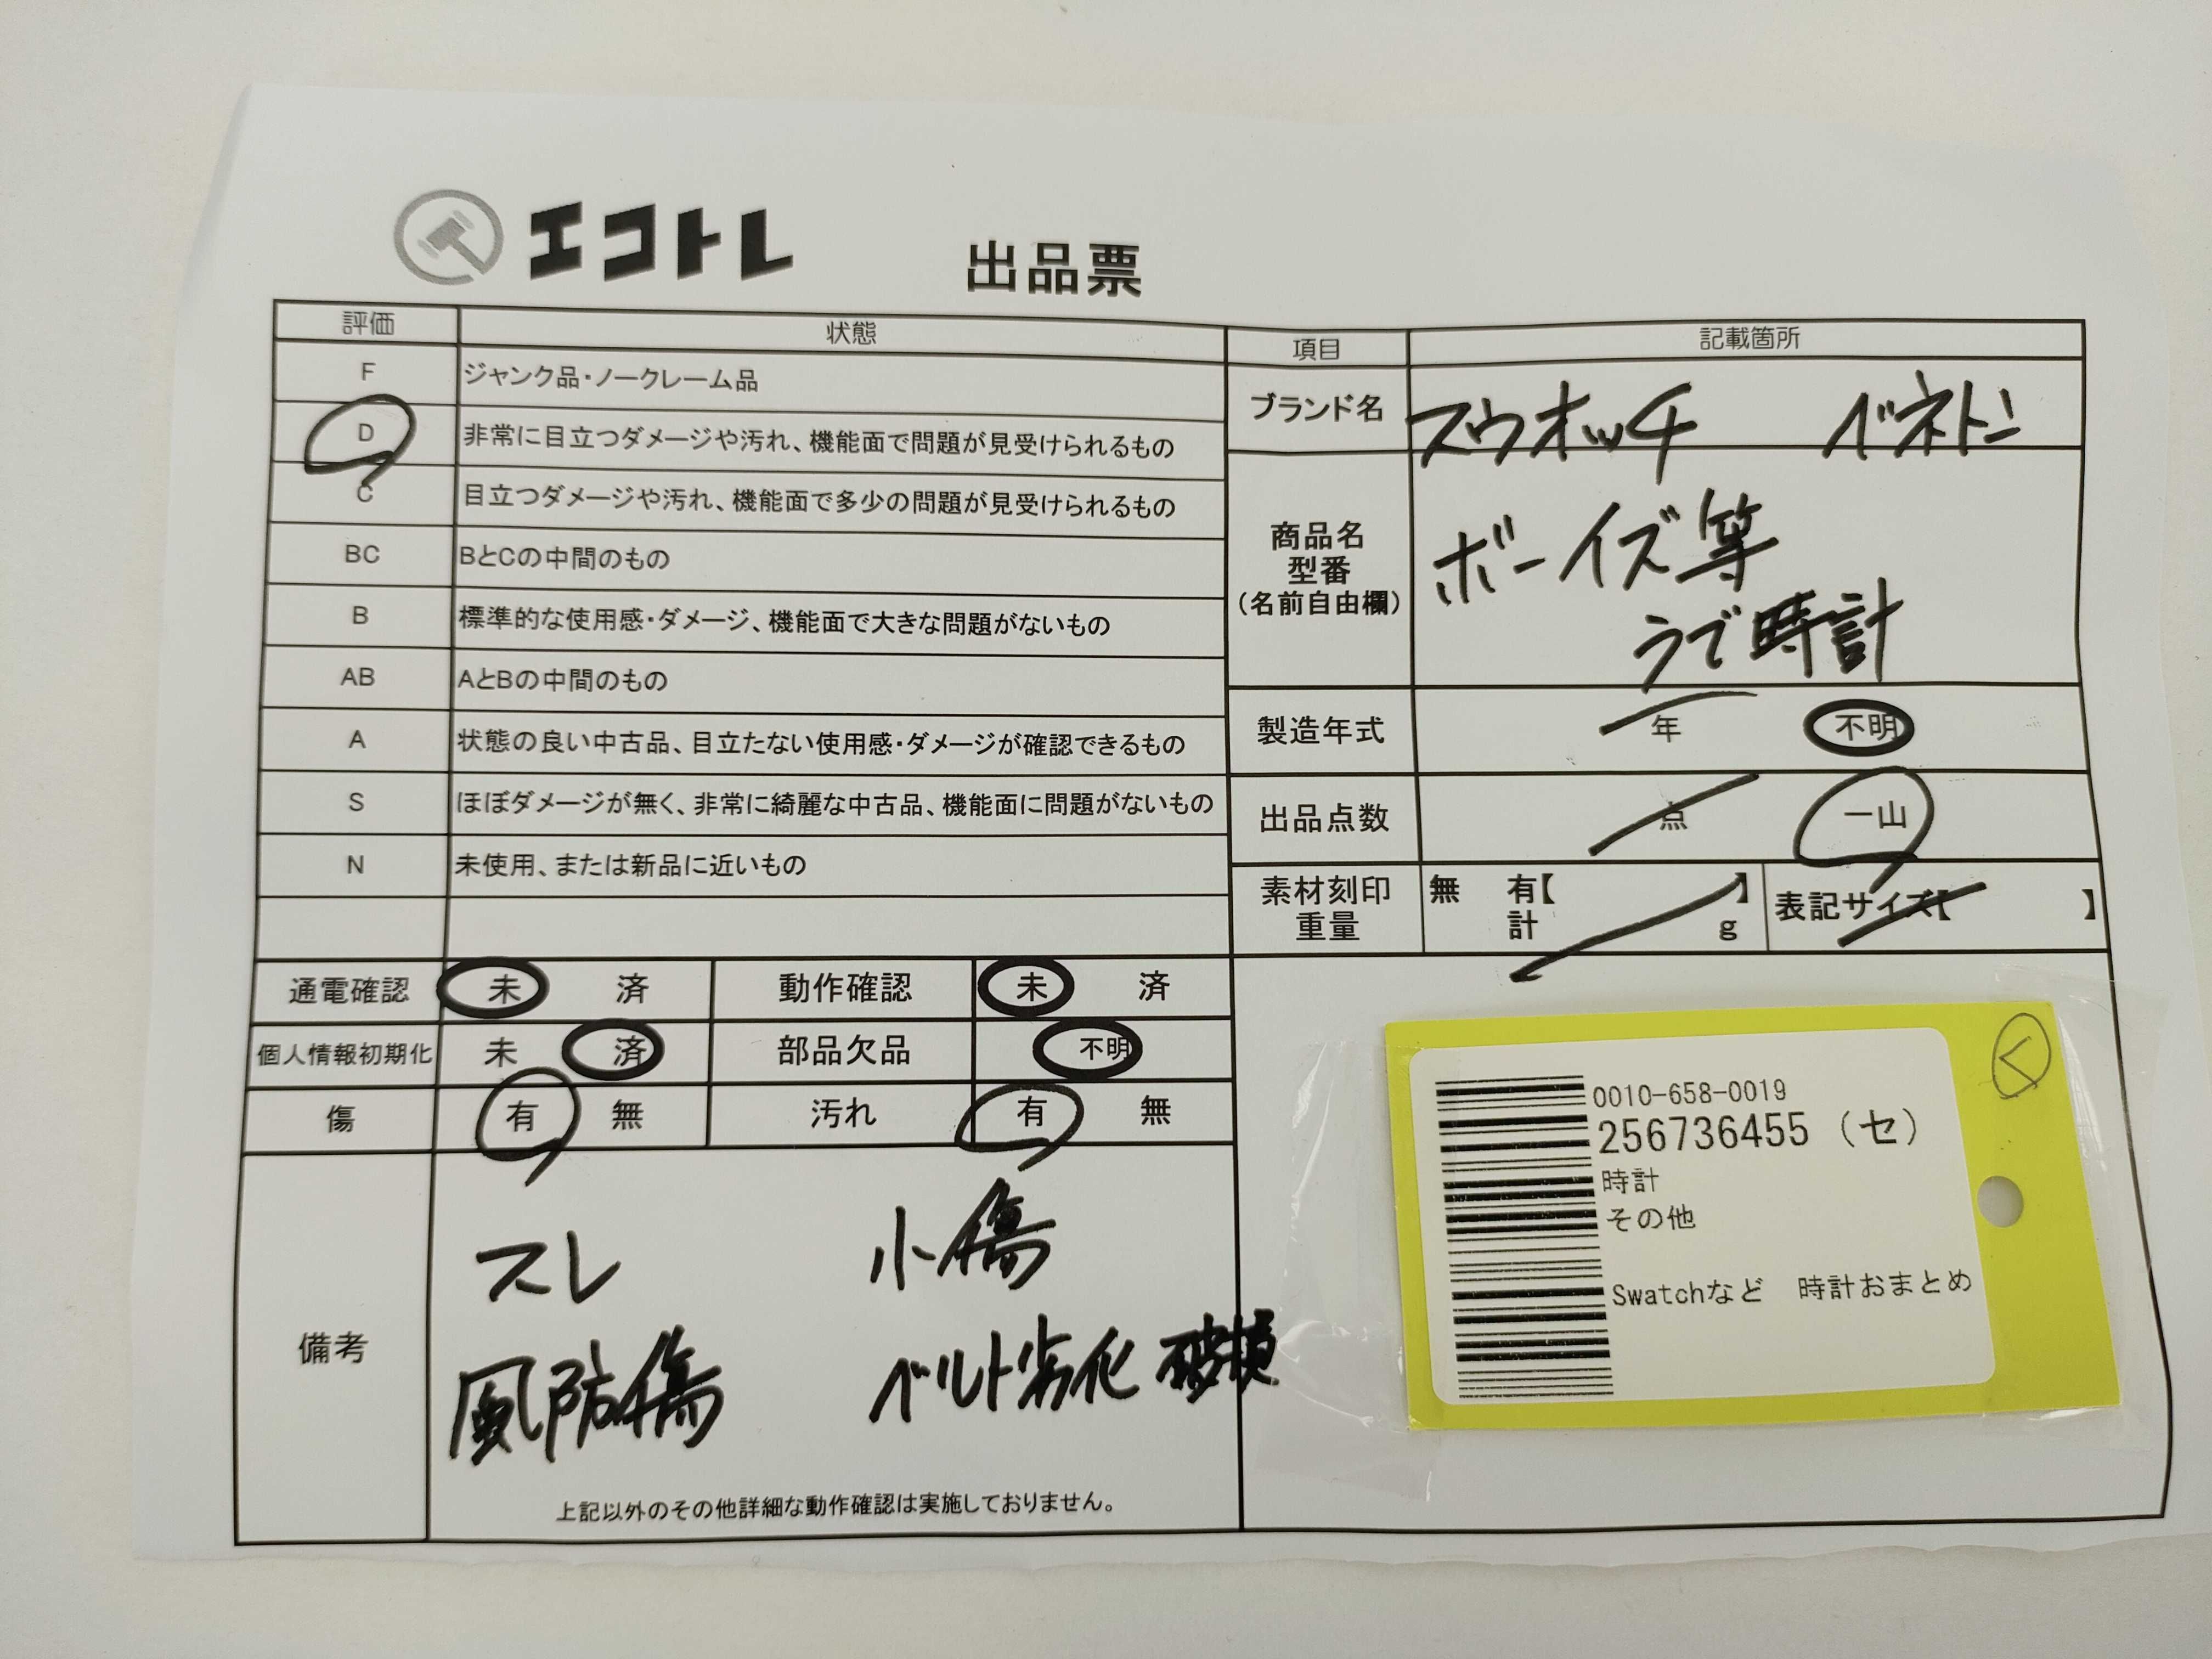 エコトレ 出品票
評価 状態
F ジャンク品・ノークレーム品
D 非常に目立つダメージや汚れ、機能面で問題が見受けられるもの
C 目立つダメージや汚れ、機能面で多少の問題が見受けられるもの
BC BとCの中間のもの
B 標準的な使用感・ダメージ、機能面で大きな問題がないもの
AB AとBの中間のもの
A 状態の良い中古品、目立たない使用感・ダメージが確認できるもの
S ほぼダメージが無く、非常に綺麗な中古品、機能面に問題がないもの
N 未使用、または新品に近いもの
項目 記載箇所
ブランド名 スウオッチ ベネトン
商品名
型番
(名前自由欄)
ボーイズ等
うで時計
製造年式 年 不明
出品点数 点 一山
素材刻印
重量
無 有【 】
計 g
表記サイズ【 】
通電確認 未 済 動作確認 未 済
個人情報初期化 未 済 部品欠品 不明
傷 有 無 汚れ 有 無
備考
スレ 小傷
風防傷 ベルト劣化 破損
上記以外のその他詳細な動作確認は実施しておりません。
く
0010-658-0019
256736455 (セ)
時計
その他
Swatchなど 時計おまとめ